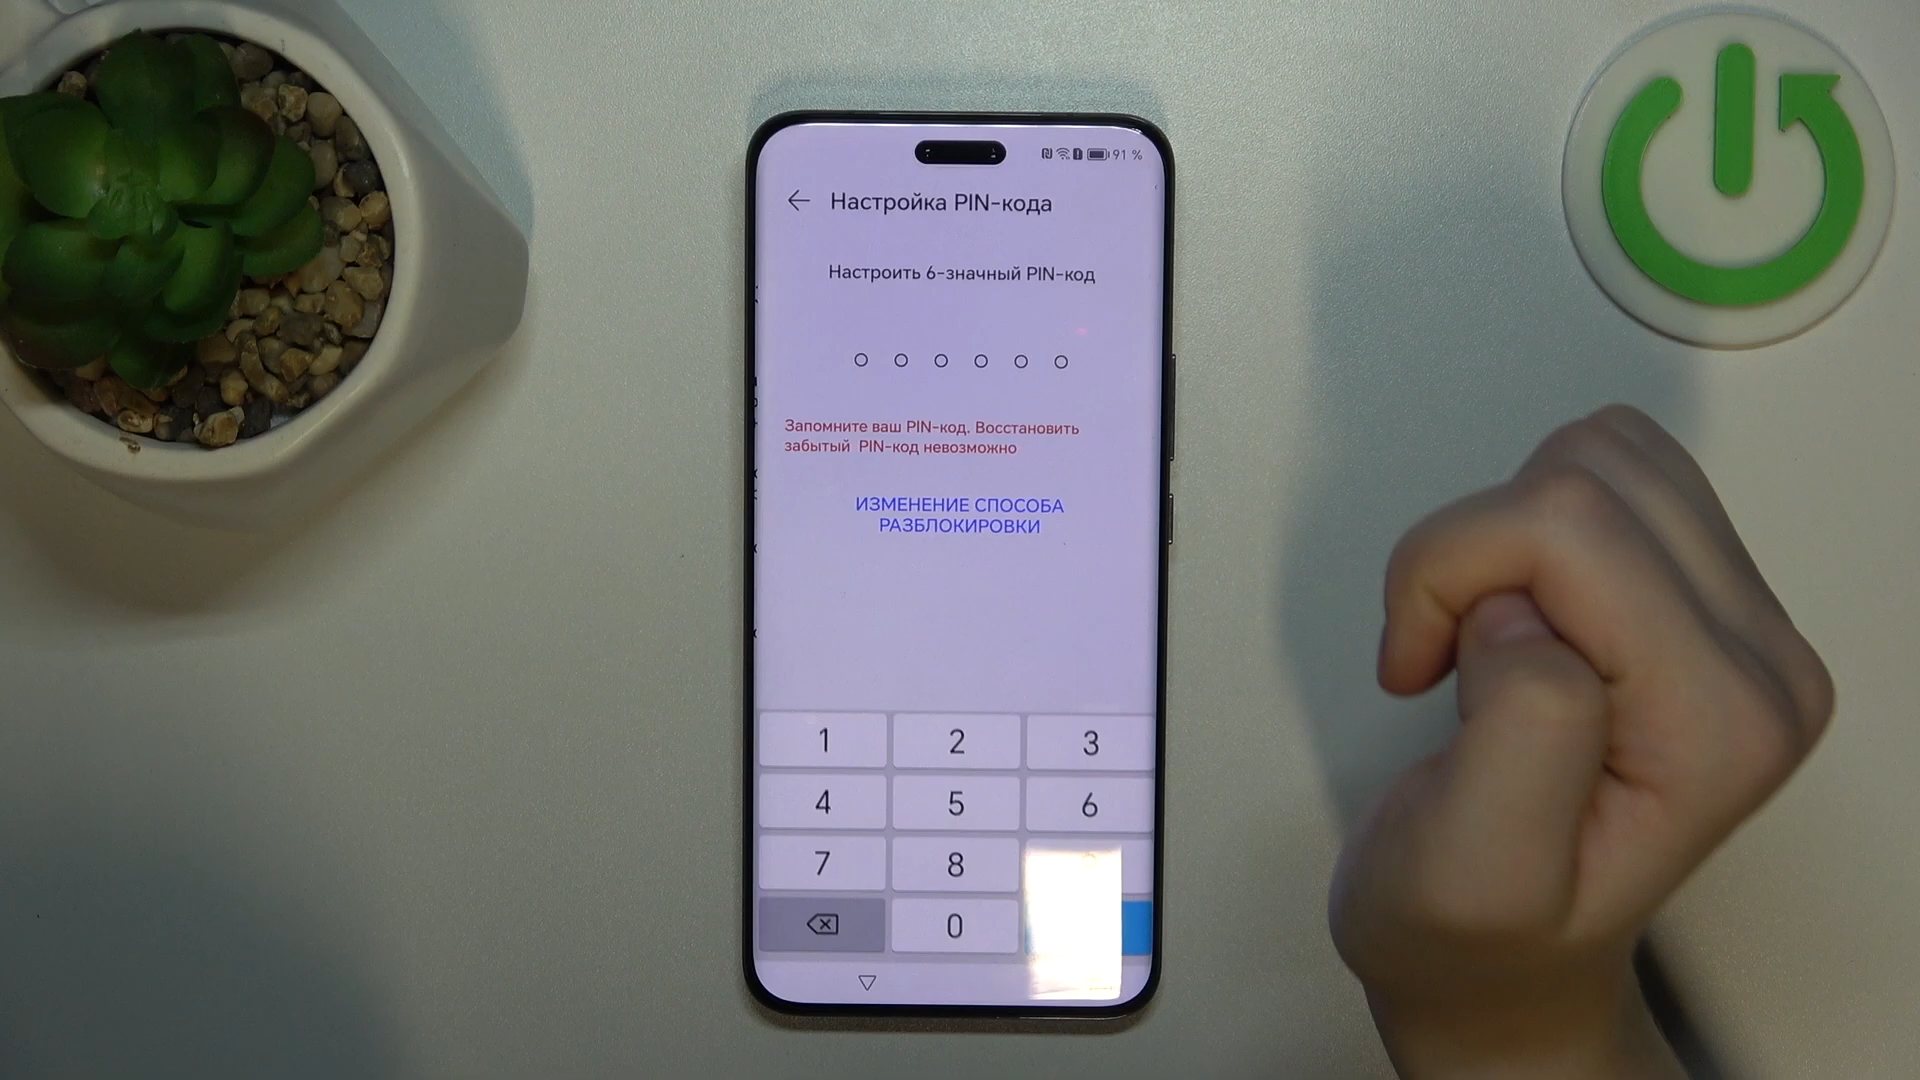 91 %
Настройка PIN-кода
Настроить 6-значный PIN-код
Запомните ваш PIN-код. Восстановить
забытый PIN-код невозможно
ИЗМЕНЕНИЕ СПОСОБА
РАЗБЛОКИРОВКИ
1 2 3
4 5 6
7 8
0